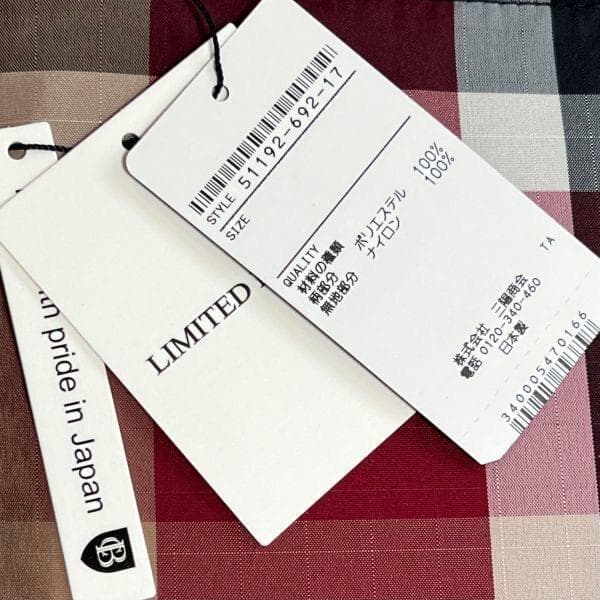 STYLE 51192-692-17
SIZE
QUALITY
材料の種類
柄部分 ポリエステル 100%
無地部分 ナイロン 100%
TA
株式会社 三陽商会
電話 0120-340-460
日本製
340005470166
LIMITED
th pride in Japan
CB